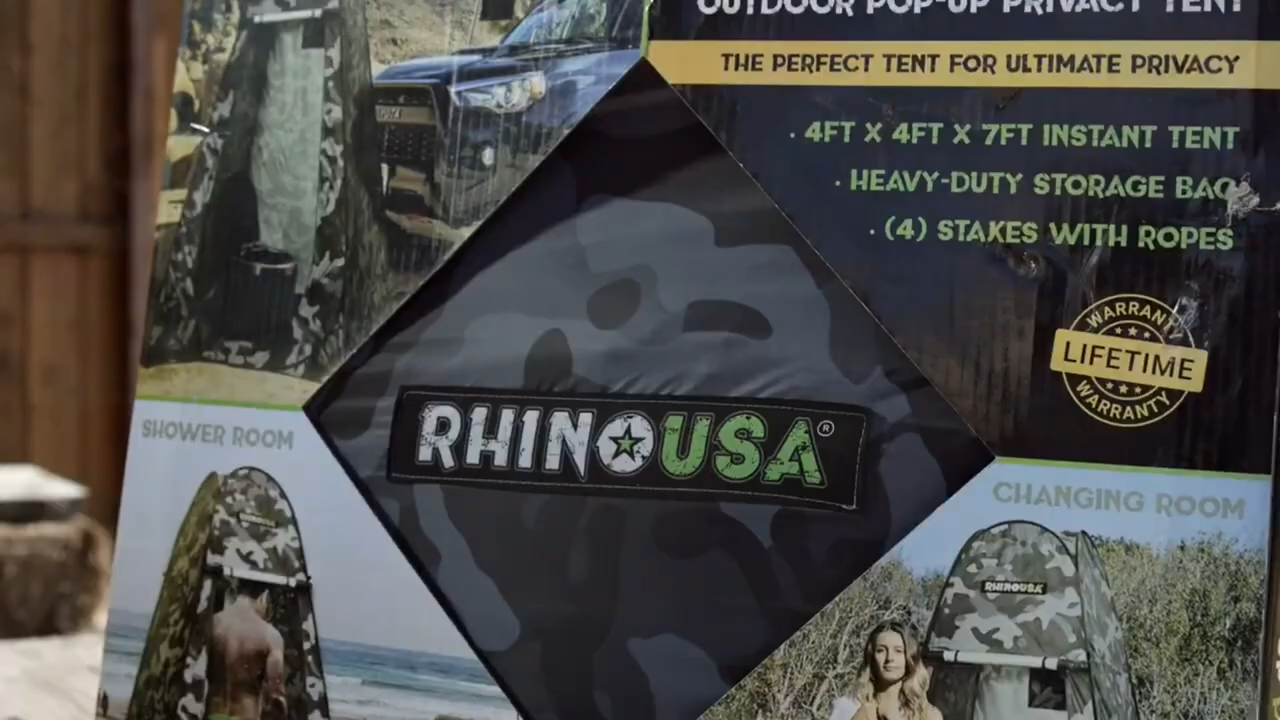 OUTDOOR POP-UP PRIVACY TENT
THE PERFECT TENT FOR ULTIMATE PRIVACY
· 4FT X 4FT X 7FT INSTANT TENT
· HEAVY-DUTY STORAGE BAG
· (4) STAKES WITH ROPES
WARRANTY
LIFETIME
WARRANTY
RHINOUSA®
SHOWER ROOM
CHANGING ROOM
RHINOUSA